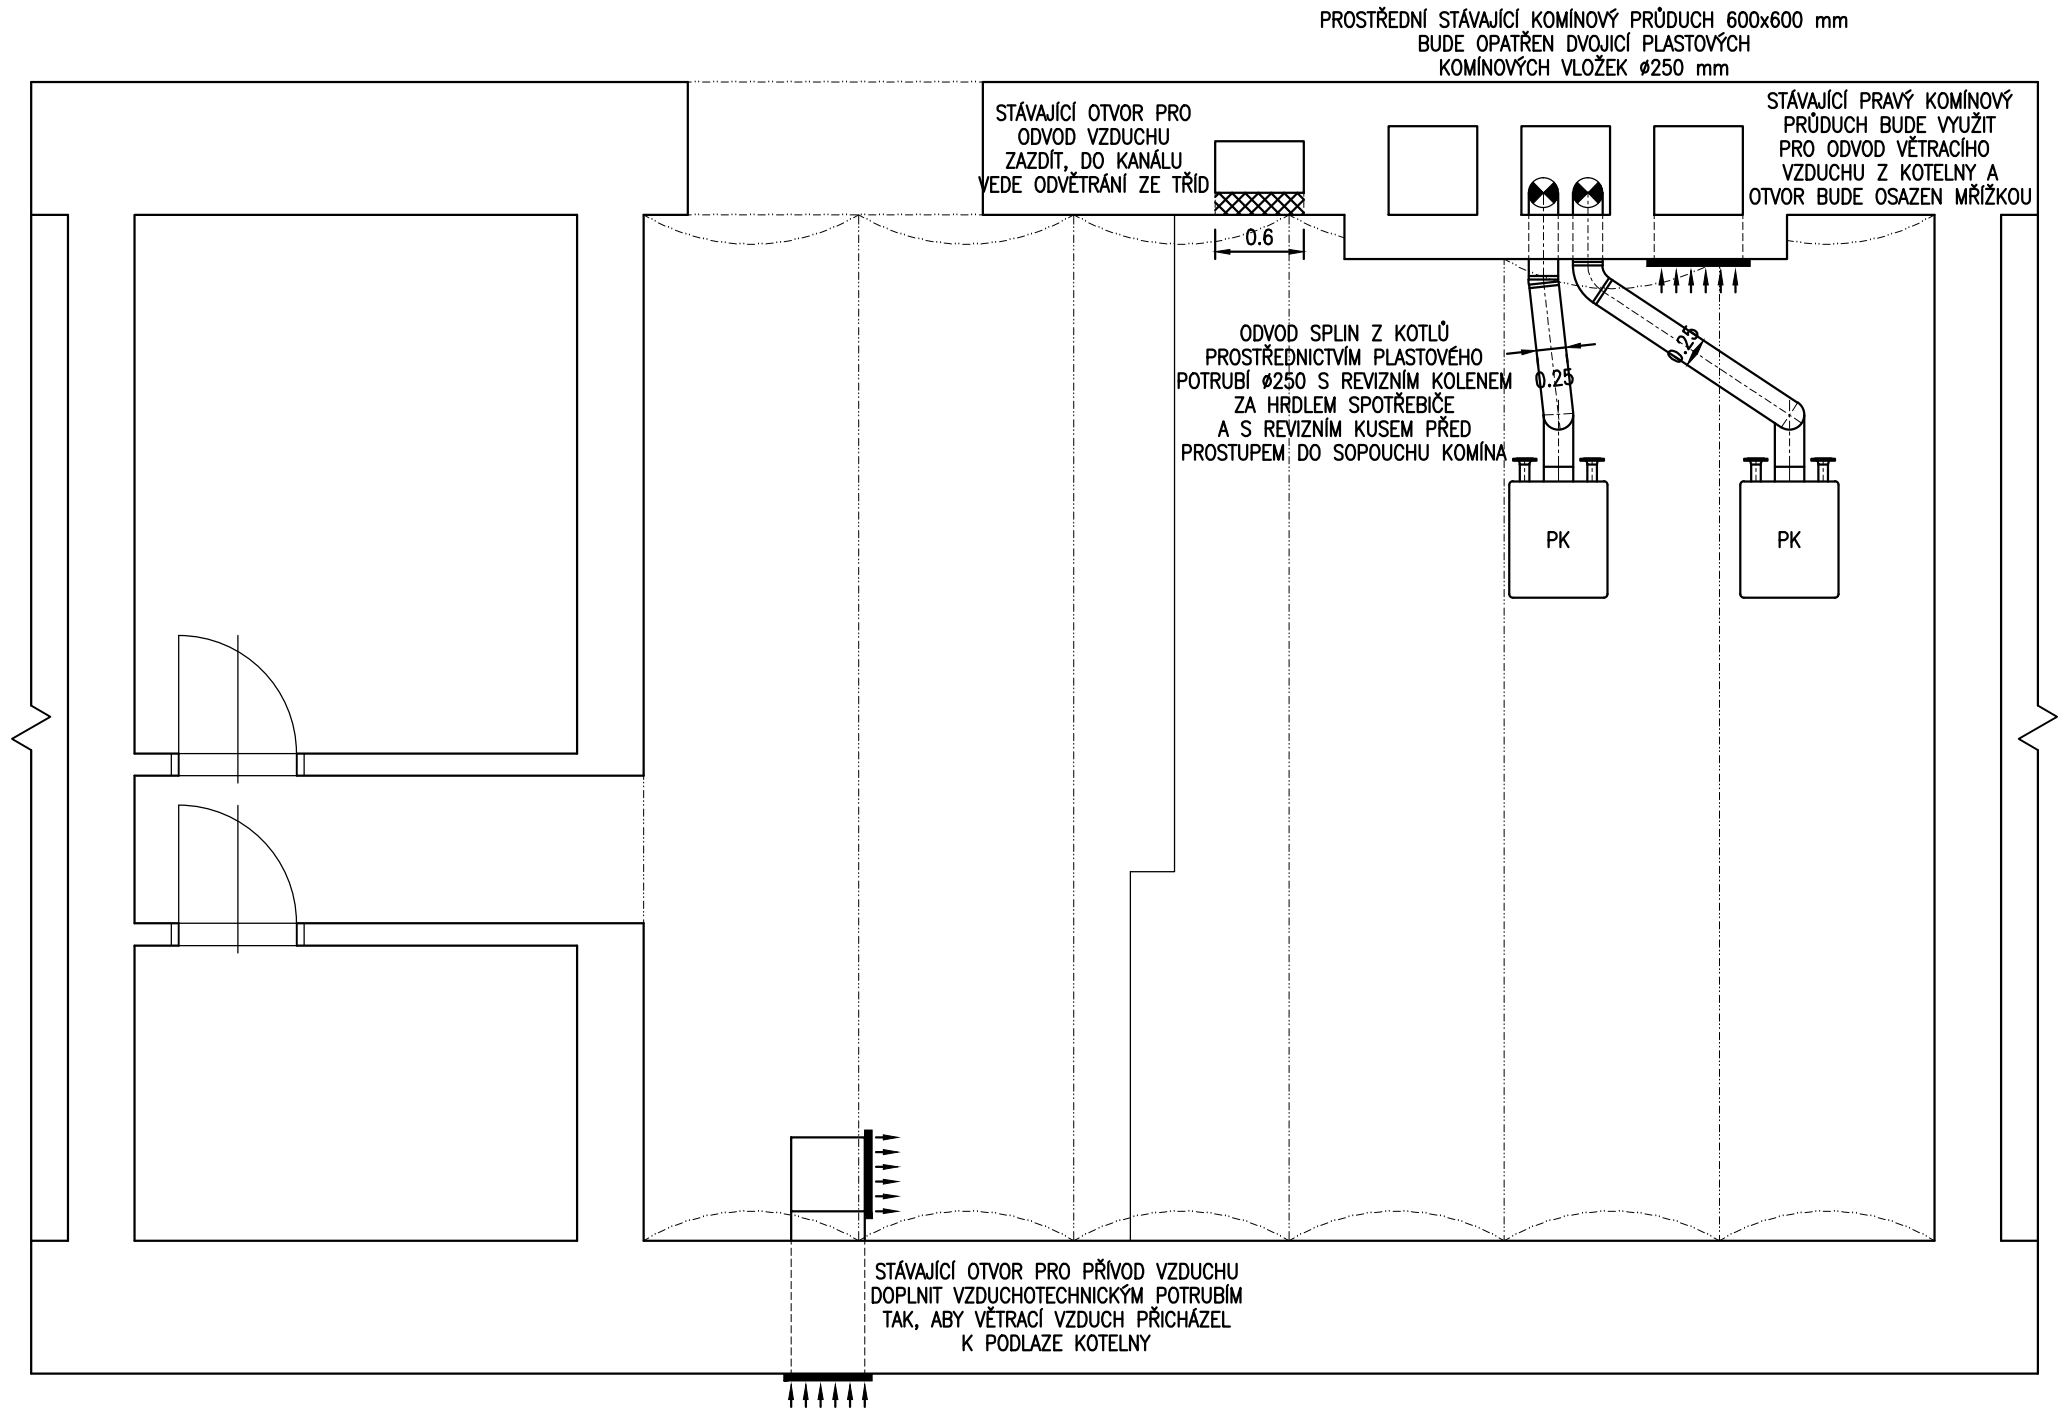 PROSTŘEDNÍ STÁVAJÍCÍ KOMÍNOVÝ PRŮDUCH 600x600 mm
BUDE OPATŘEN DVOJICÍ PLASTOVÝCH
KOMÍNOVÝCH VLOŽEK ø250 mm
STÁVAJÍCÍ OTVOR PRO
ODVOD VZDUCHU
ZAZDÍT, DO KANÁLU
VEDE ODVĚTRÁNÍ ZE TŘÍD
STÁVAJÍCÍ PRAVÝ KOMÍNOVÝ
PRŮDUCH BUDE VYUŽIT
PRO ODVOD VĚTRACÍHO
VZDUCHU Z KOTELNY A
OTVOR BUDE OSAZEN MŘÍŽKOU
0.6
ODVOD SPLIN Z KOTLŮ
PROSTŘEDNICTVÍM PLASTOVÉHO
POTRUBÍ ø250 S REVIZNÍM KOLENEM
ZA HRDLEM SPOTŘEBIČE
A S REVIZNÍM KUSEM PŘED
PROSTUPEM DO SOPOUCHU KOMÍNA
0.25
0.25
PK
PK
STÁVAJÍCÍ OTVOR PRO PŘÍVOD VZDUCHU
DOPLNIT VZDUCHOTECHNICKÝM POTRUBÍM
TAK, ABY VĚTRACÍ VZDUCH PŘICHÁZEL
K PODLAZE KOTELNY